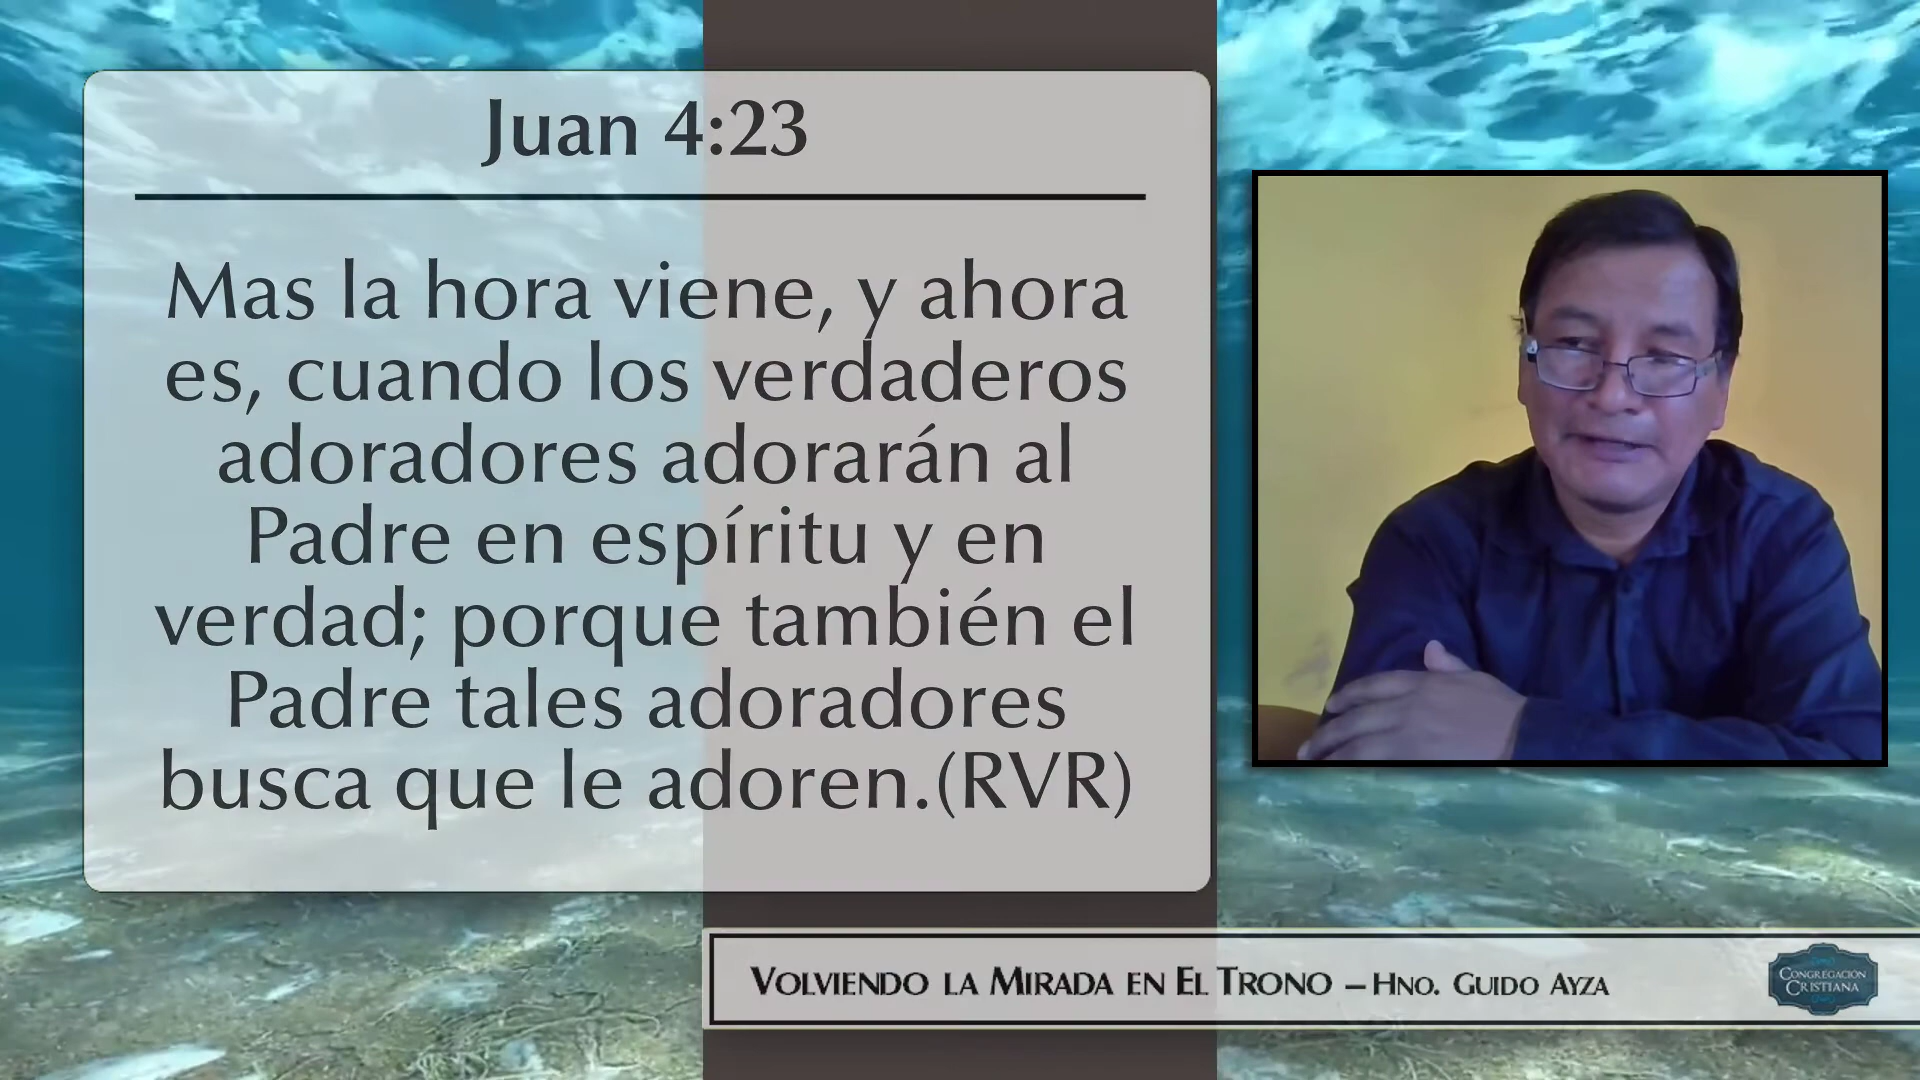 Juan 4:23
Mas la hora viene, y ahora
es, cuando los verdaderos
adoradores adorarán al
Padre en espíritu y en
verdad; porque también el
Padre tales adoradores
busca que le adoren.(RVR)
VOLVIENDO LA MIRADA EN EL TRONO – HNO. GUIDO AYZA
CONGREGACIÓN
CRISTIANA